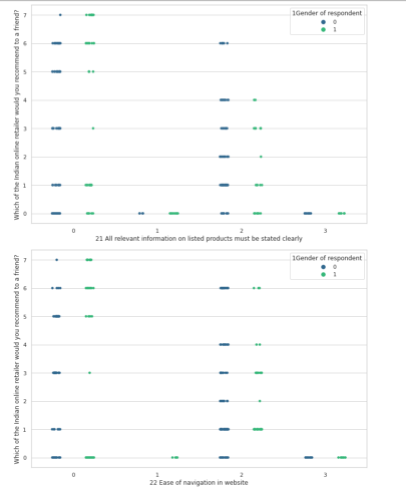 Which of the Indian online retailer would you recommend to a friend?
7
6
5
4
3
2
1
0
1Gender of respondent
0
1
0 1 2 3
21 All relevant information on listed products must be stated clearly
Which of the Indian online retailer would you recommend to a friend?
7
6
5
4
3
2
1
0
1Gender of respondent
0
1
0 1 2 3
22 Ease of navigation in website